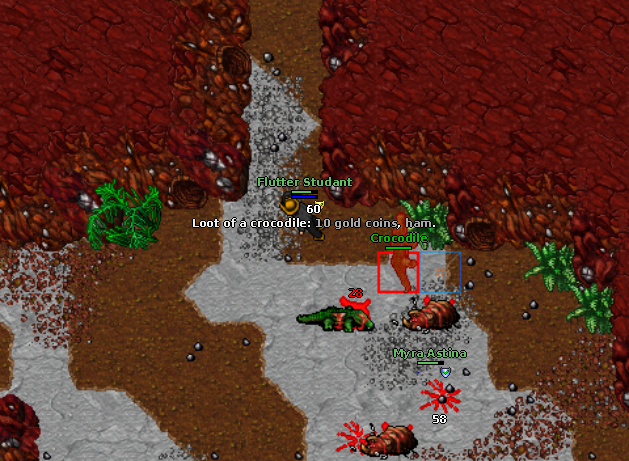 Flutter Studant
60
Loot of a crocodile: 10 gold coins, ham.
Crocodile
28
Myra Astina
58